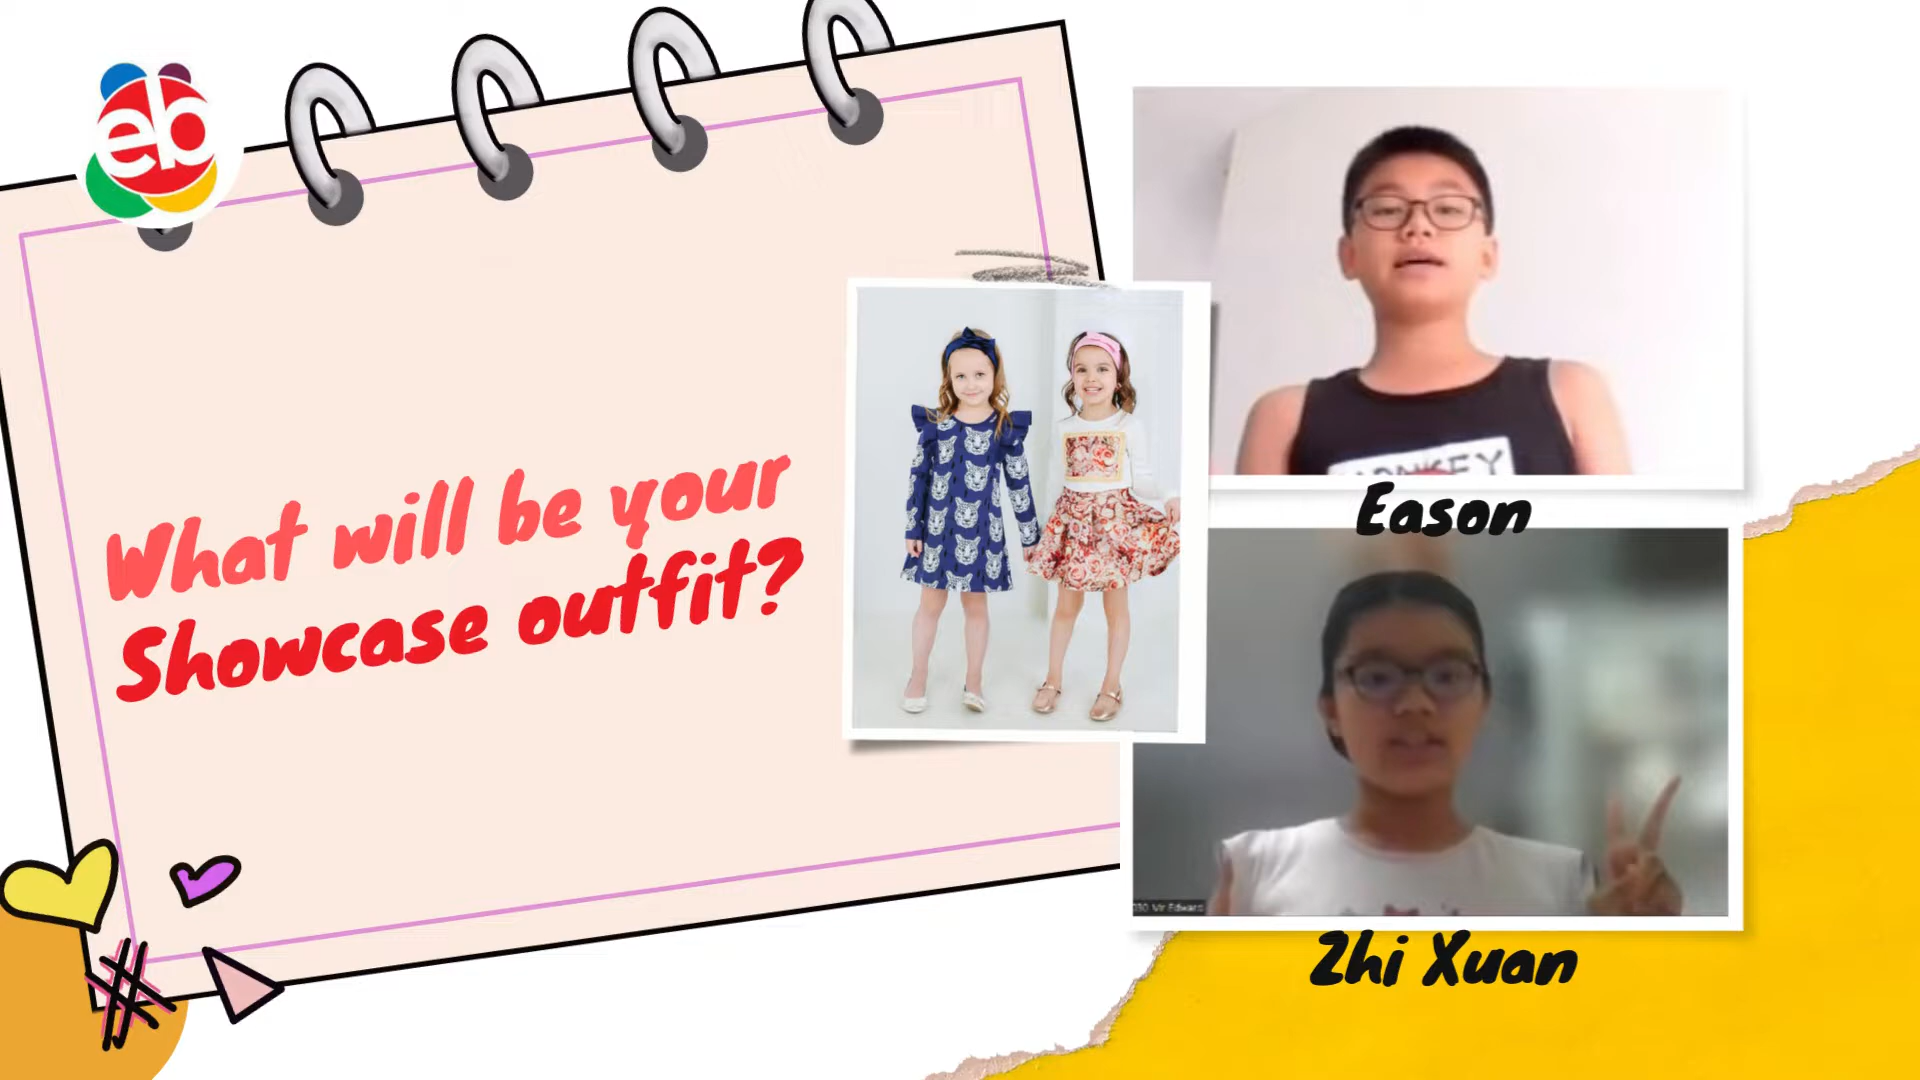 eb
What will be your
Showcase outfit?
Eason
Zhi Xuan